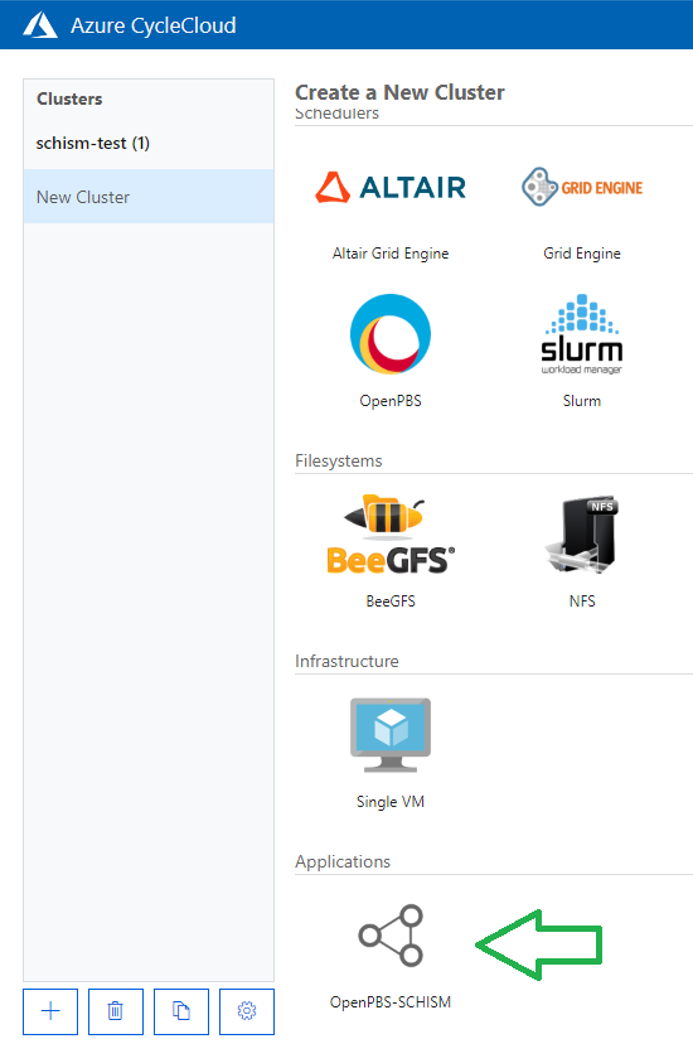 Azure CycleCloud
Clusters
schism-test (1)
New Cluster
Create a New Cluster
Schedulers
ALTAIR
GRID ENGINE
Altair Grid Engine
Grid Engine
slurm
workload manager
OpenPBS
Slurm
Filesystems
NFS
BeeGFS®
BeeGFS
NFS
Infrastructure
Single VM
Applications
OpenPBS-SCHISM